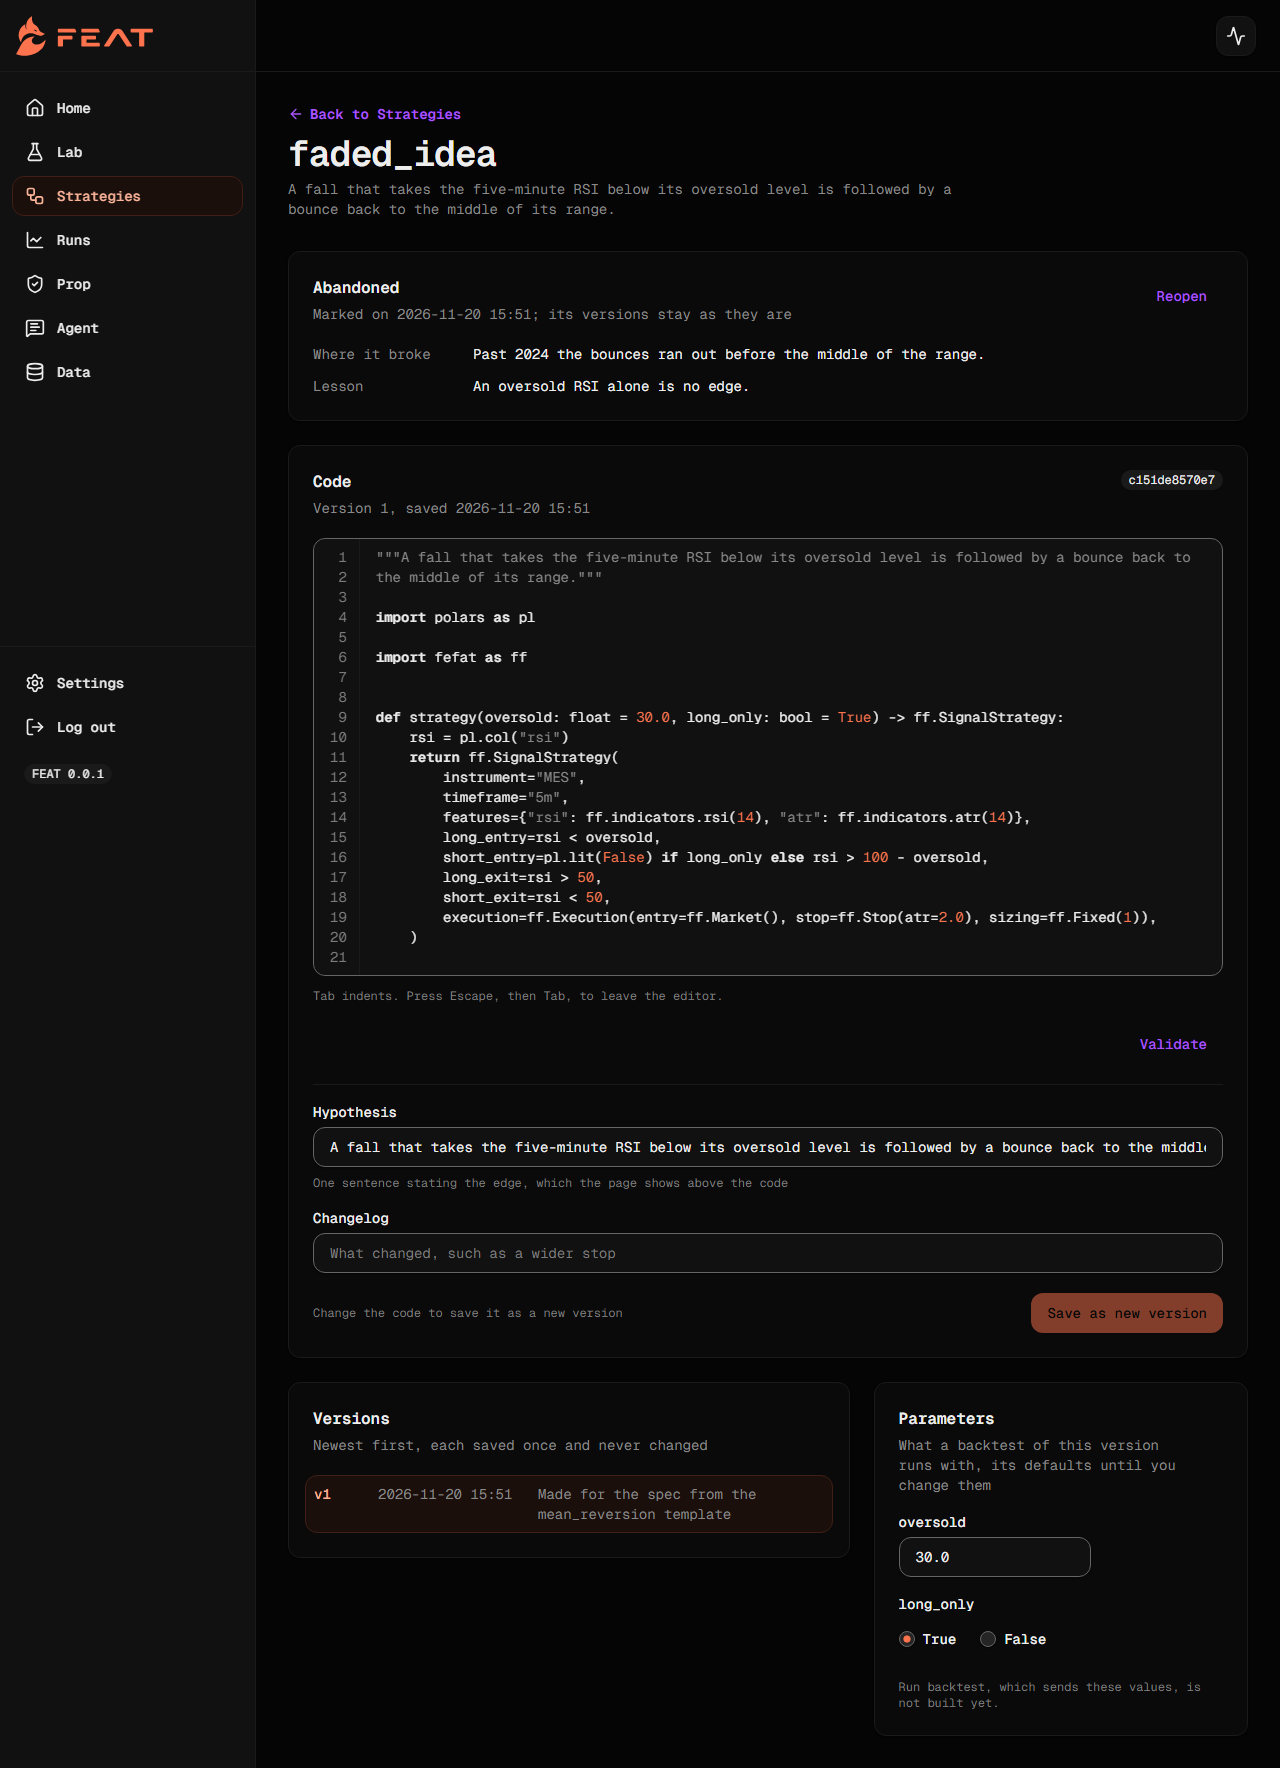 FEAT
Home
Lab
Strategies
Runs
Prop
Agent
Data
Settings
Log out
FEAT 0.0.1
← Back to Strategies
faded_idea
A fall that takes the five-minute RSI below its oversold level is followed by a
bounce back to the middle of its range.
Abandoned
Reopen
Marked on 2026-11-20 15:51; its versions stay as they are
Where it broke Past 2024 the bounces ran out before the middle of the range.
Lesson An oversold RSI alone is no edge.
Code
c151de8570e7
Version 1, saved 2026-11-20 15:51
1 """A fall that takes the five-minute RSI below its oversold level is followed by a bounce back to
2 the middle of its range."""
3
4 import polars as pl
5
6 import fefat as ff
7
8
9 def strategy(oversold: float = 30.0, long_only: bool = True) -> ff.SignalStrategy:
10     rsi = pl.col("rsi")
11     return ff.SignalStrategy(
12         instrument="MES",
13         timeframe="5m",
14         features={"rsi": ff.indicators.rsi(14), "atr": ff.indicators.atr(14)},
15         long_entry=rsi < oversold,
16         short_entry=pl.lit(False) if long_only else rsi > 100 - oversold,
17         long_exit=rsi > 50,
18         short_exit=rsi < 50,
19         execution=ff.Execution(entry=ff.Market(), stop=ff.Stop(atr=2.0), sizing=ff.Fixed(1)),
20     )
21
Tab indents. Press Escape, then Tab, to leave the editor.
Validate
Hypothesis
A fall that takes the five-minute RSI below its oversold level is followed by a bounce back to the middl
One sentence stating the edge, which the page shows above the code
Changelog
What changed, such as a wider stop
Change the code to save it as a new version
Save as new version
Versions
Newest first, each saved once and never changed
v1 2026-11-20 15:51 Made for the spec from the
mean_reversion template
Parameters
What a backtest of this version
runs with, its defaults until you
change them
oversold
30.0
long_only
True False
Run backtest, which sends these values, is
not built yet.